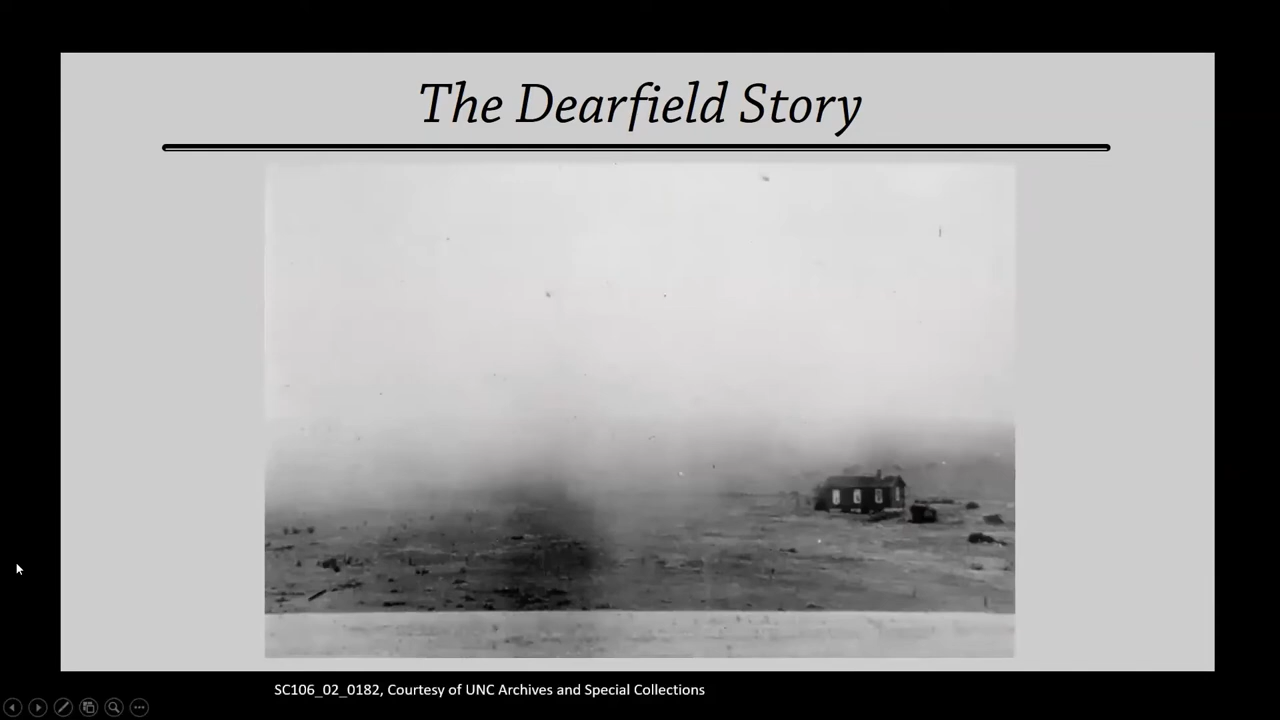 The Dearfield Story
SC106_02_0182, Courtesy of UNC Archives and Special Collections